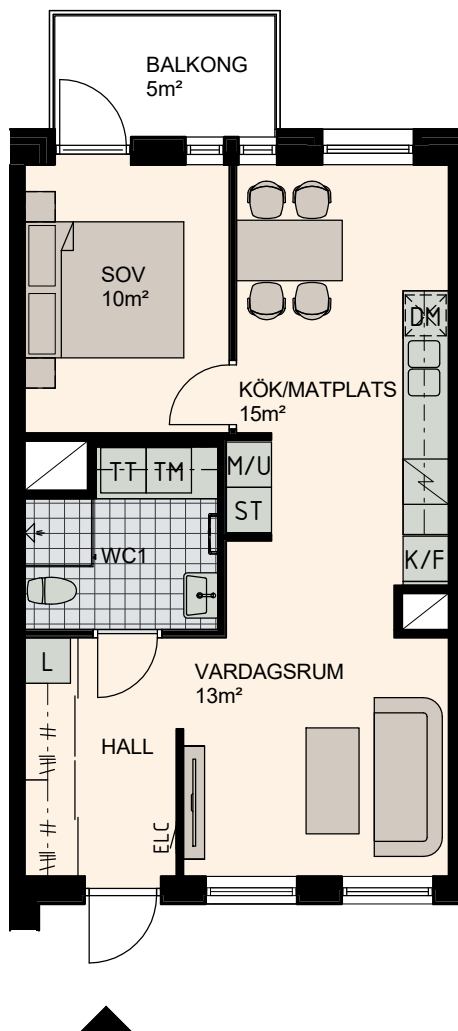 BALKONG
5m²
SOV
10m²
DM
KÖK/MATPLATS
15m²
TT TM
M/U
ST
K/F
WC1
L
VARDAGSRUM
13m²
HALL
ELC